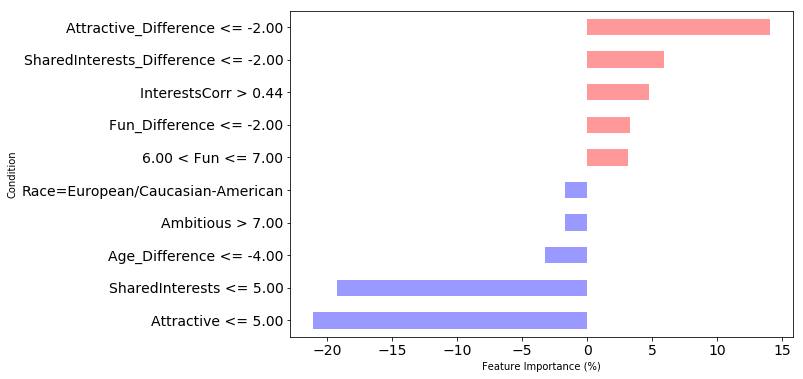 Attractive_Difference <= -2.00
SharedInterests_Difference <= -2.00
InterestsCorr > 0.44
Fun_Difference <= -2.00
6.00 < Fun <= 7.00
Race=European/Caucasian-American
Ambitious > 7.00
Age_Difference <= -4.00
SharedInterests <= 5.00
Attractive <= 5.00
Condition
−20 −15 −10 −5 0 5 10 15
Feature Importance (%)